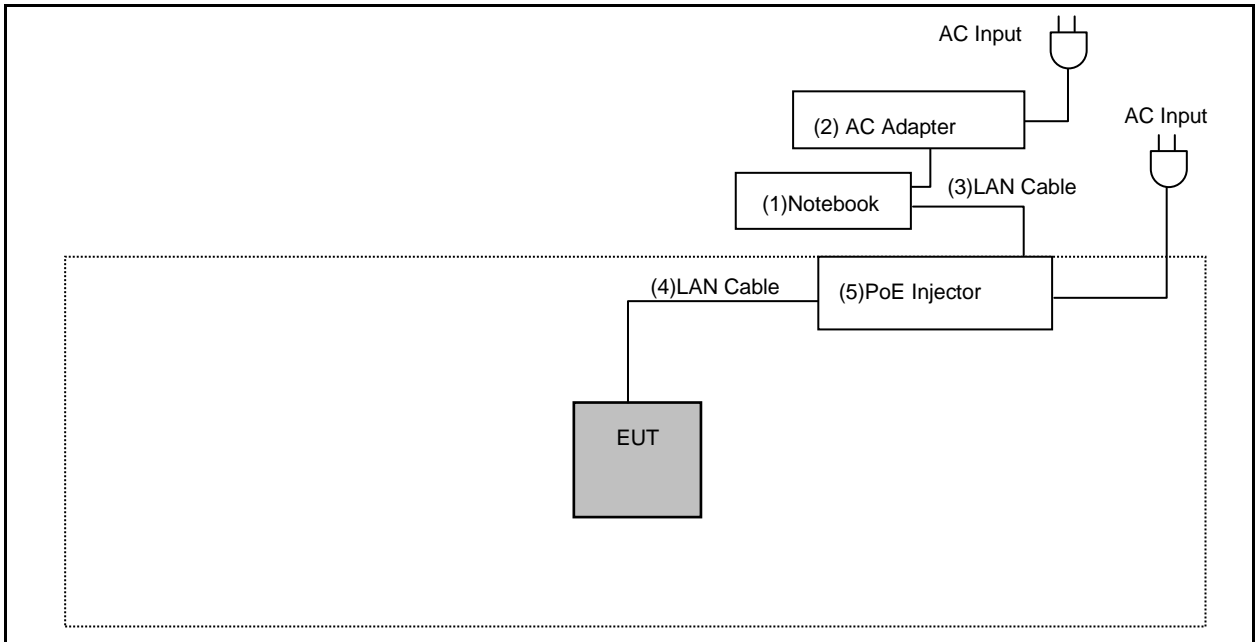 AC Input
AC Input
(2) AC Adapter
(1)Notebook
(3)LAN Cable
(4)LAN Cable
(5)PoE Injector
EUT